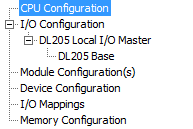 CPU Configuration
I/O Configuration
DL205 Local I/O Master
DL205 Base
Module Configuration(s)
Device Configuration
I/O Mappings
Memory Configuration